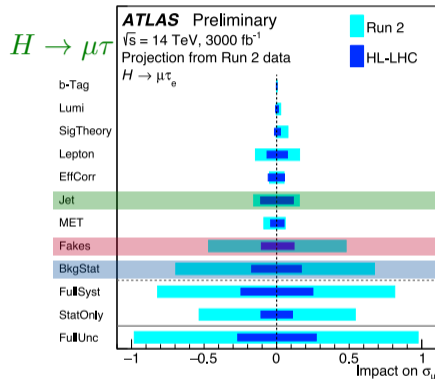 H → μτ
ATLAS Preliminary
√s = 14 TeV, 3000 fb⁻¹
Projection from Run 2 data
H → μτₑ
Run 2
HL-LHC
b-Tag
Lumi
SigTheory
Lepton
EffCorr
Jet
MET
Fakes
BkgStat
FullSyst
StatOnly
FullUnc
−1 −0.5 0 0.5 1
Impact on σ